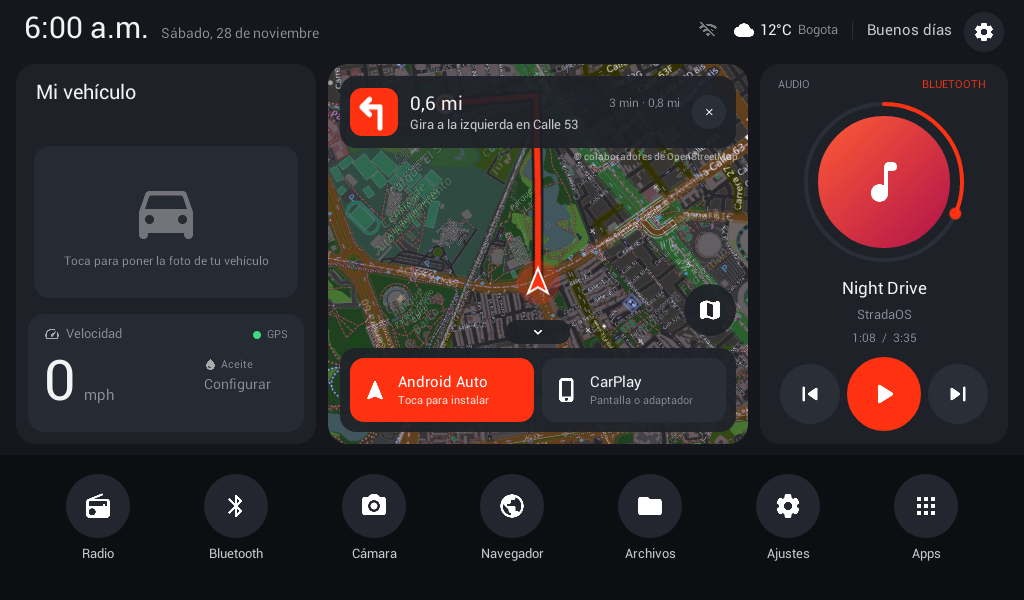 6:00 a.m.
Sábado, 28 de noviembre
12°C Bogota
Buenos días
Mi vehículo
Toca para poner la foto de tu vehículo
Velocidad
GPS
0 mph
Aceite
Configurar
0,6 mi
3 min · 0,8 mi
Gira a la izquierda en Calle 53
© colaboradores de OpenStreetMap
Android Auto
Toca para instalar
CarPlay
Pantalla o adaptador
AUDIO
BLUETOOTH
Night Drive
StradaOS
1:08 / 3:35
Radio
Bluetooth
Cámara
Navegador
Archivos
Ajustes
Apps